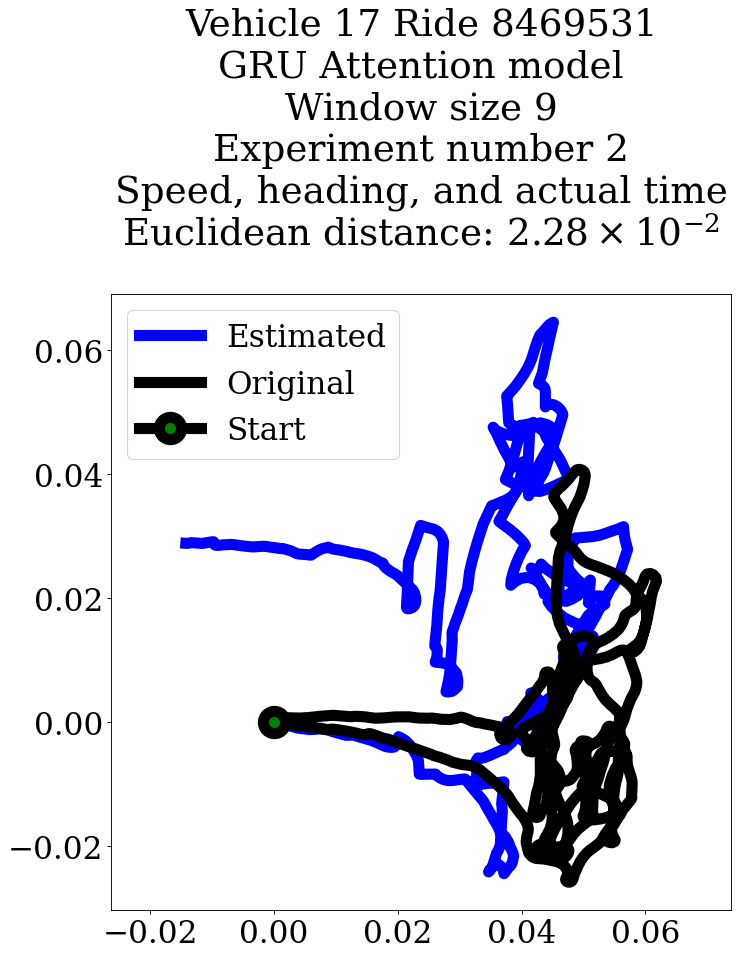 Vehicle 17 Ride 8469531
GRU Attention model
Window size 9
Experiment number 2
Speed, heading, and actual time
Euclidean distance: 2.28 × 10⁻²
Estimated
Original
Start
0.06
0.04
0.02
0.00
−0.02
−0.02 0.00 0.02 0.04 0.06